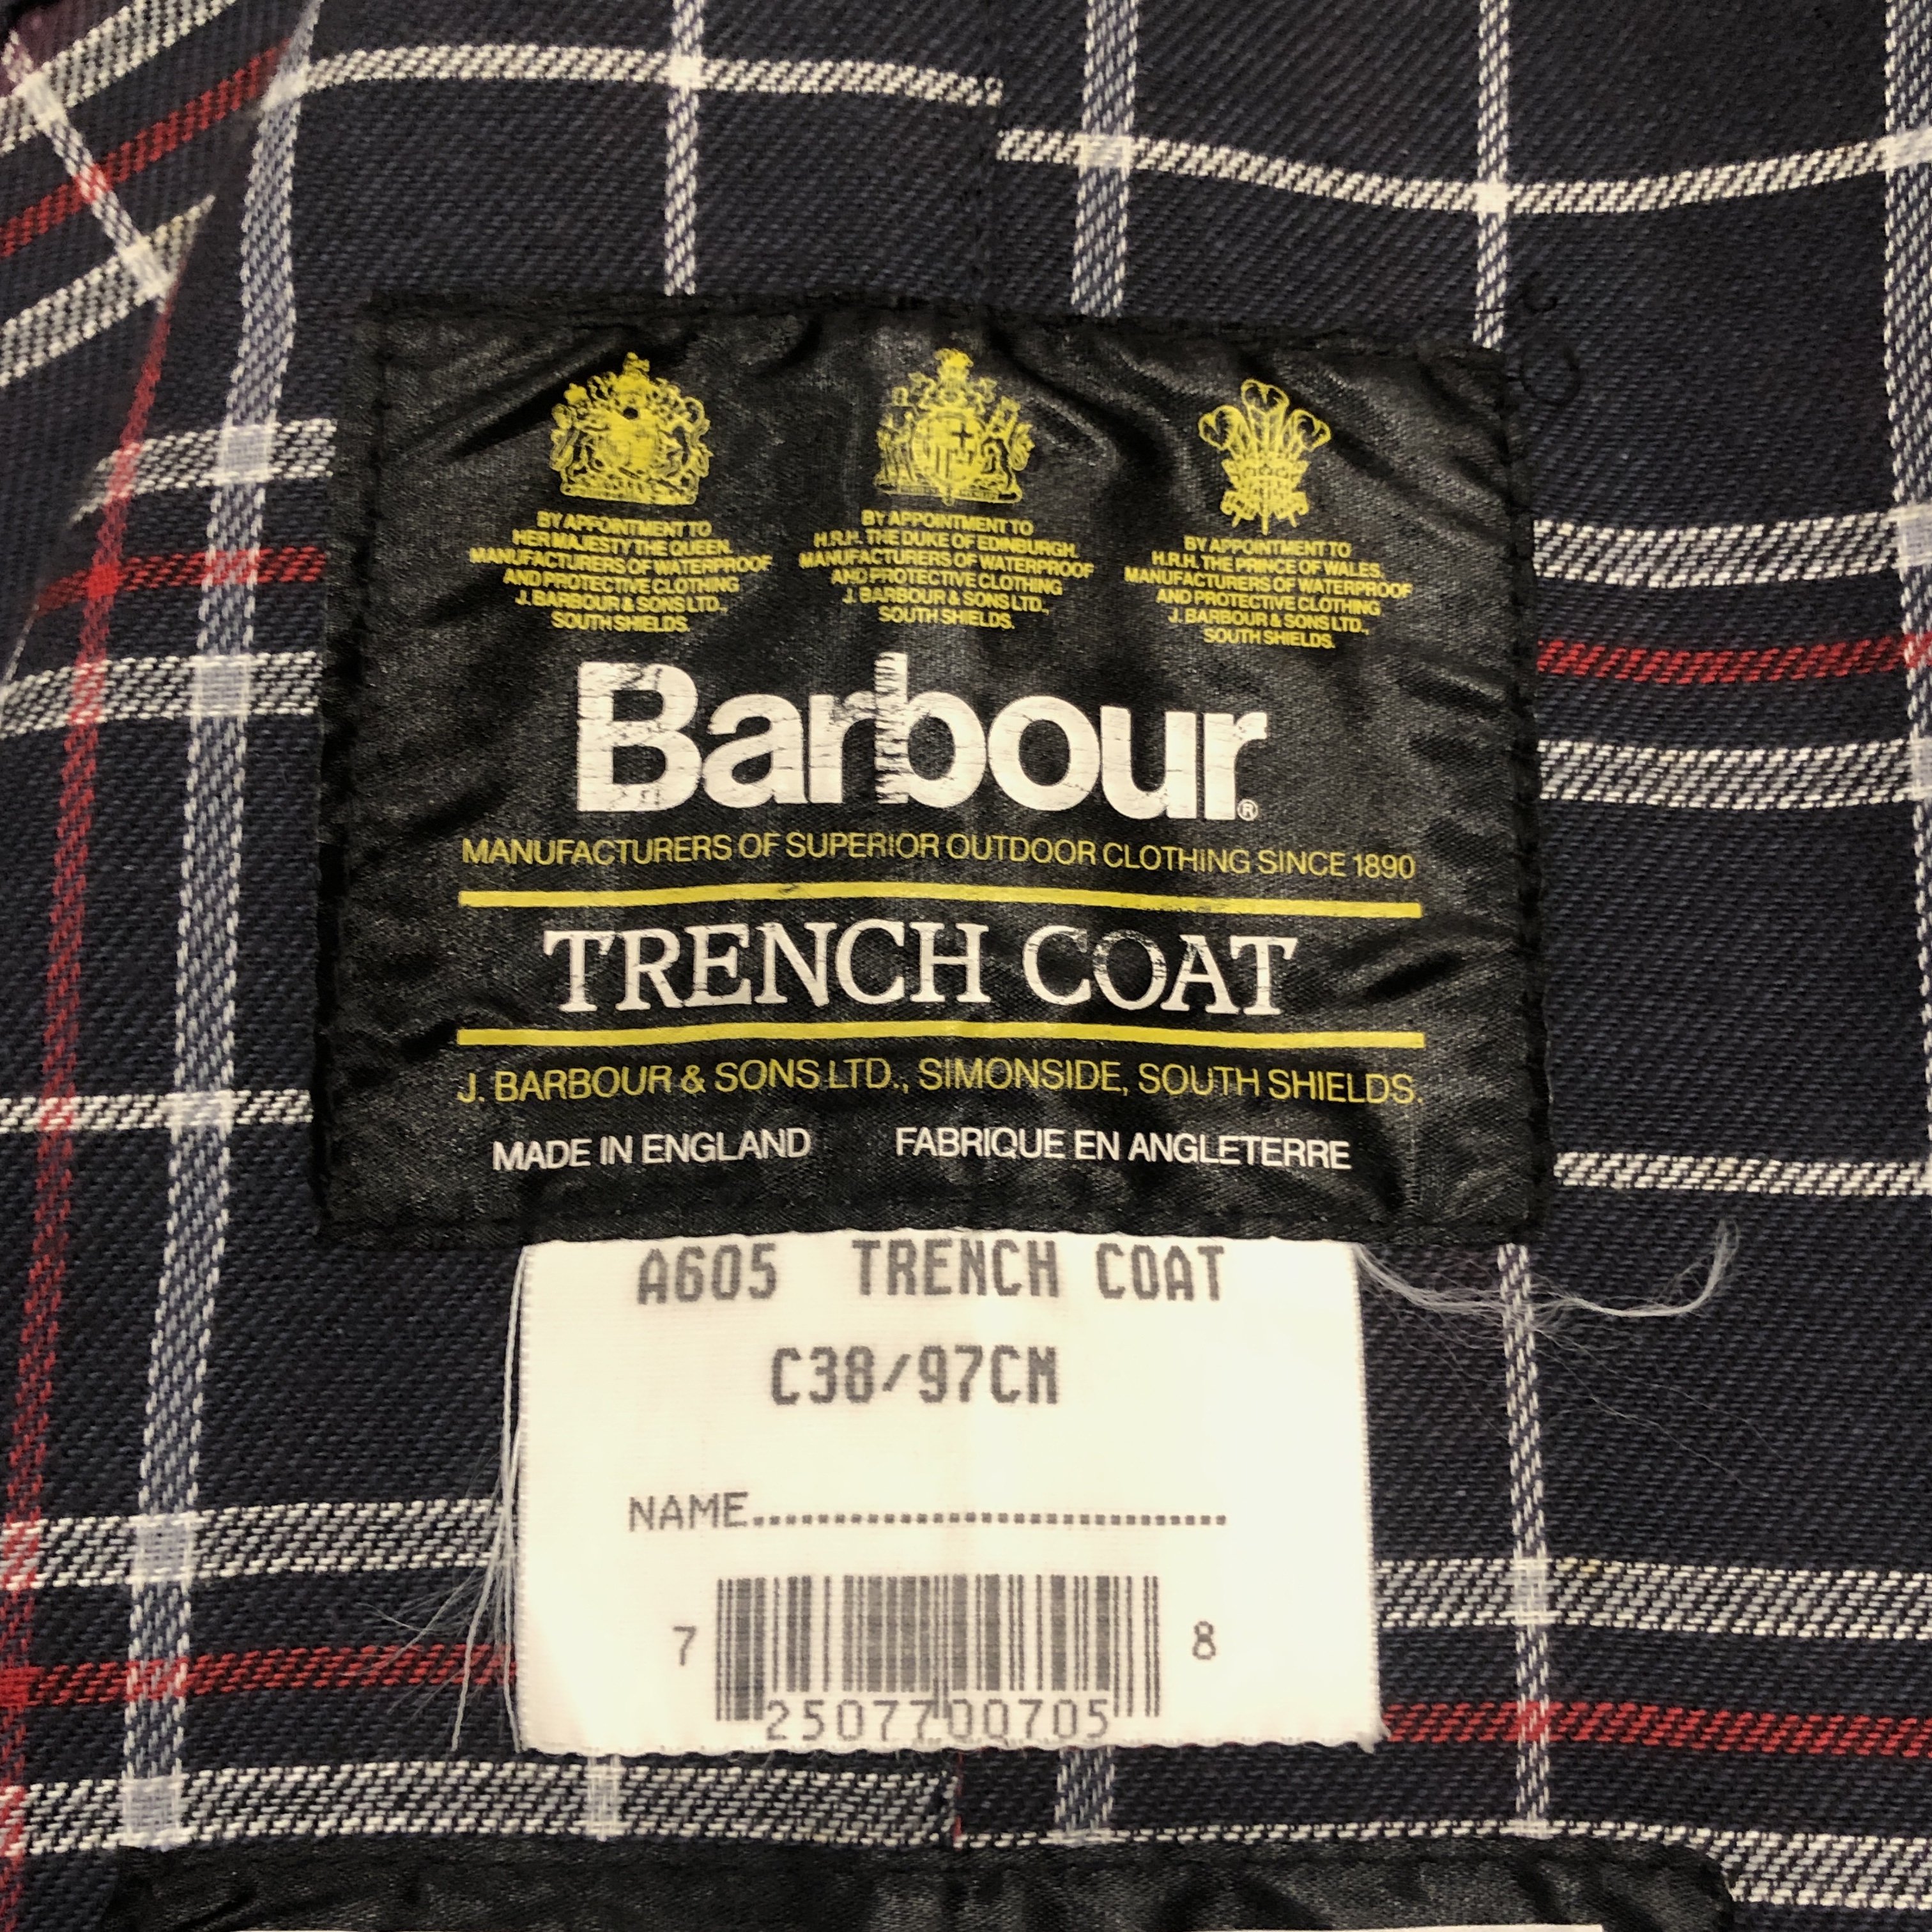 BY APPOINTMENT TO
HER MAJESTY THE QUEEN.
MANUFACTURERS OF WATERPROOF
AND PROTECTIVE CLOTHING
J. BARBOUR & SONS LTD.,
SOUTH SHIELDS.
BY APPOINTMENT TO
H.R.H. THE DUKE OF EDINBURGH.
MANUFACTURERS OF WATERPROOF
AND PROTECTIVE CLOTHING
J. BARBOUR & SONS LTD.,
SOUTH SHIELDS.
BY APPOINTMENT TO
H.R.H. THE PRINCE OF WALES.
MANUFACTURERS OF WATERPROOF
AND PROTECTIVE CLOTHING
J. BARBOUR & SONS LTD.,
SOUTH SHIELDS.
Barbour®
MANUFACTURERS OF SUPERIOR OUTDOOR CLOTHING SINCE 1890
TRENCH COAT
J. BARBOUR & SONS LTD., SIMONSIDE, SOUTH SHIELDS.
MADE IN ENGLAND FABRIQUE EN ANGLETERRE
A605 TRENCH COAT
C38/97CM
NAME..............................
7 25077 00705 8